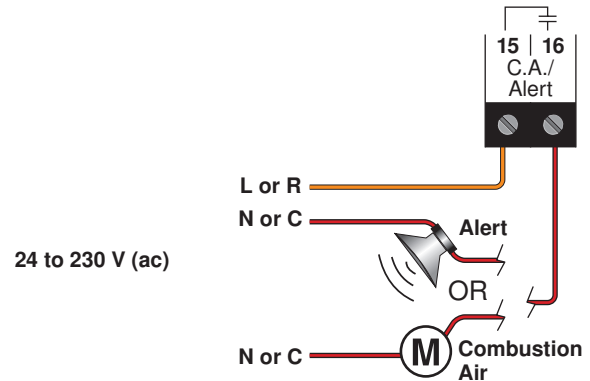 15 | 16
C.A./
Alert
L or R
N or C
Alert
24 to 230 V (ac)
OR
N or C
M
Combustion
Air